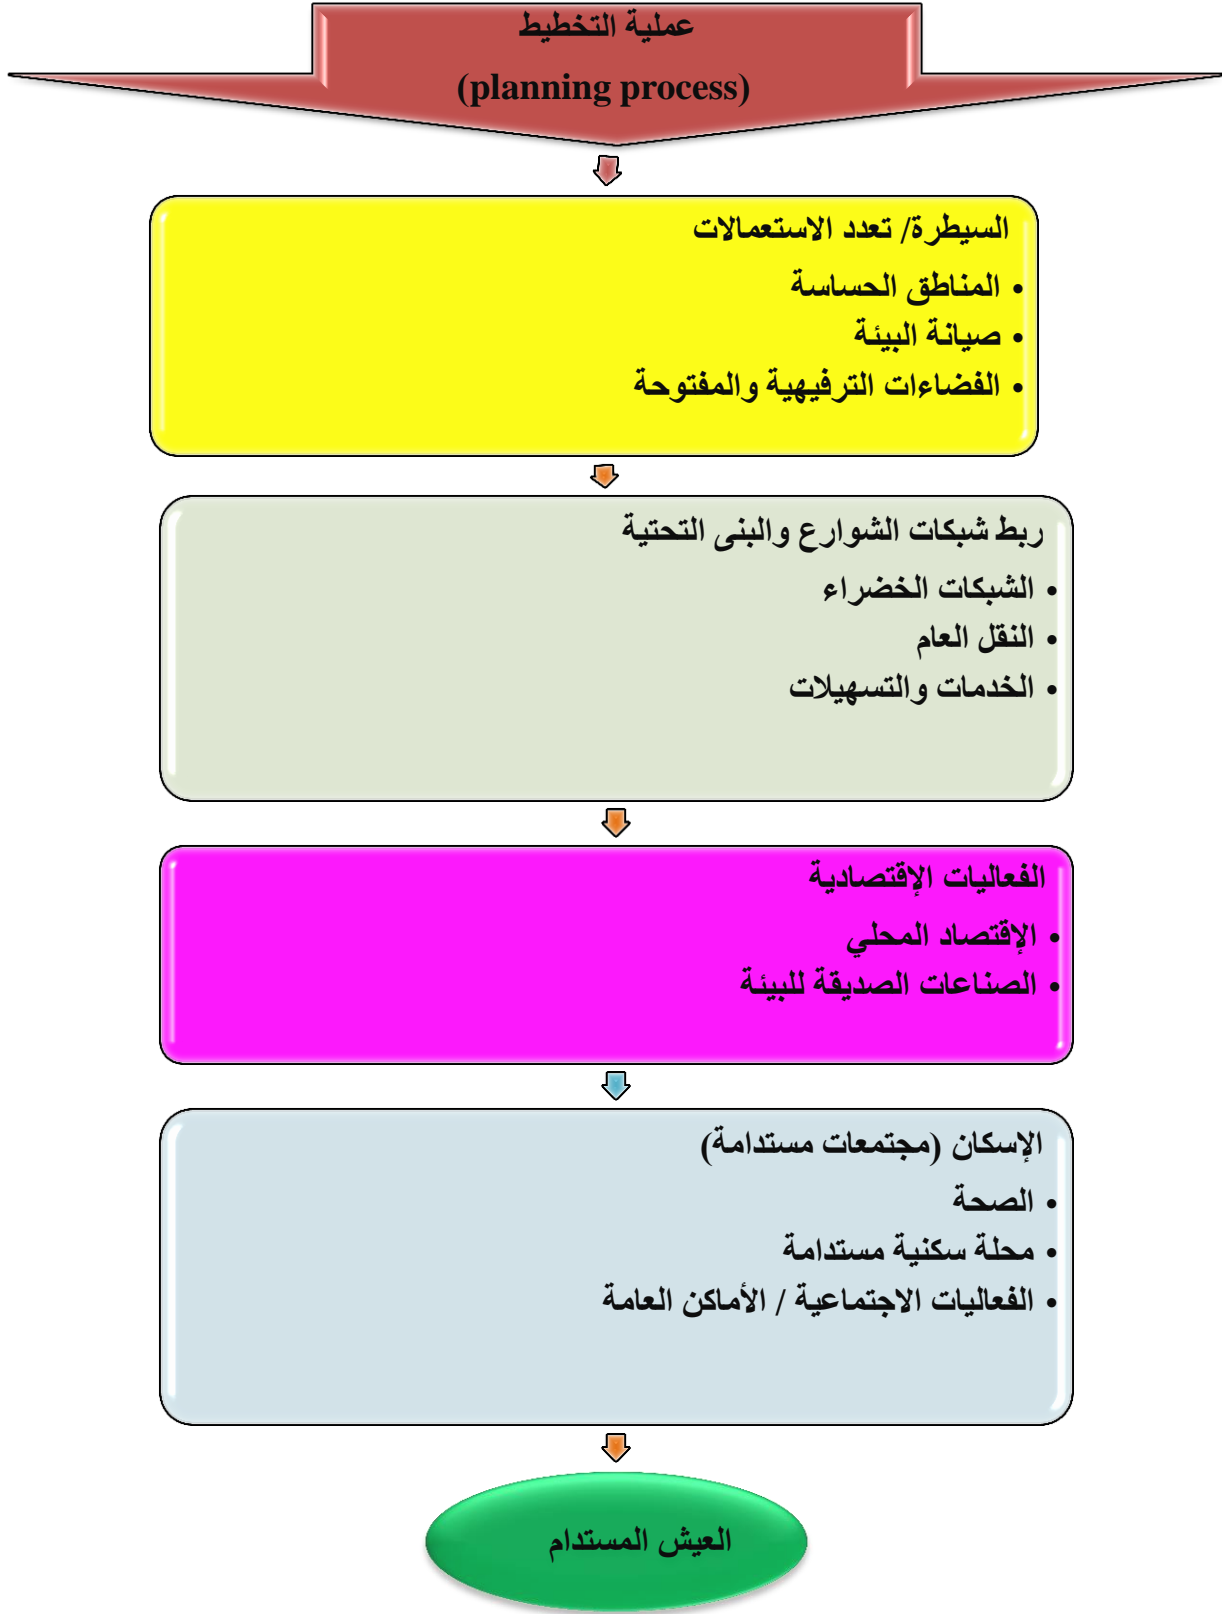 عملية التخطيط
(planning process)
السيطرة/ تعدد الاستعمالات
• المناطق الحساسة
• صيانة البيئة
• الفضاءات الترفيهية والمفتوحة
ربط شبكات الشوارع والبنى التحتية
• الشبكات الخضراء
• النقل العام
• الخدمات والتسهيلات
الفعاليات الإقتصادية
• الإقتصاد المحلي
• الصناعات الصديقة للبيئة
الإسكان (مجتمعات مستدامة)
• الصحة
• محلة سكنية مستدامة
• الفعاليات الاجتماعية / الأماكن العامة
العيش المستدام